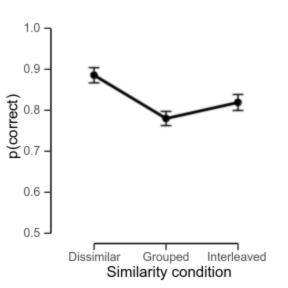 1.0
0.9
0.8
0.7
0.6
0.5
p(correct)
Dissimilar Grouped Interleaved
Similarity condition